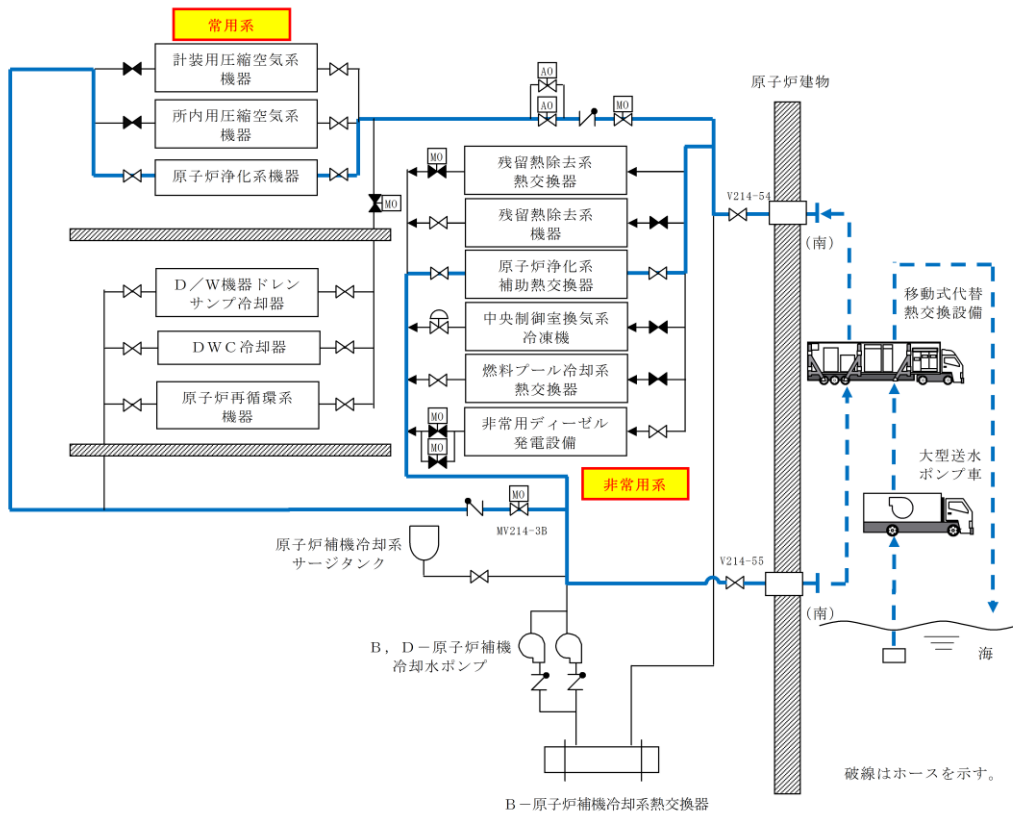 常用系
計装用圧縮空気系
機器
所内用圧縮空気系
機器
原子炉浄化系機器
MO
D/W機器ドレン
サンプ冷却器
DWC冷却器
原子炉再循環系
機器
AO
AO
MO
MO
残留熱除去系
熱交換器
残留熱除去系
機器
原子炉浄化系
補助熱交換器
中央制御室換気系
冷凍機
燃料プール冷却系
熱交換器
MO
MO
非常用ディーゼル
発電設備
非常用系
MO
MV214-3B
原子炉補機冷却系
サージタンク
B,D-原子炉補機
冷却水ポンプ
B-原子炉補機冷却系熱交換器
原子炉建物
V214-54
(南)
移動式代替
熱交換設備
大型送水
ポンプ車
V214-55
(南)
海
破線はホースを示す。